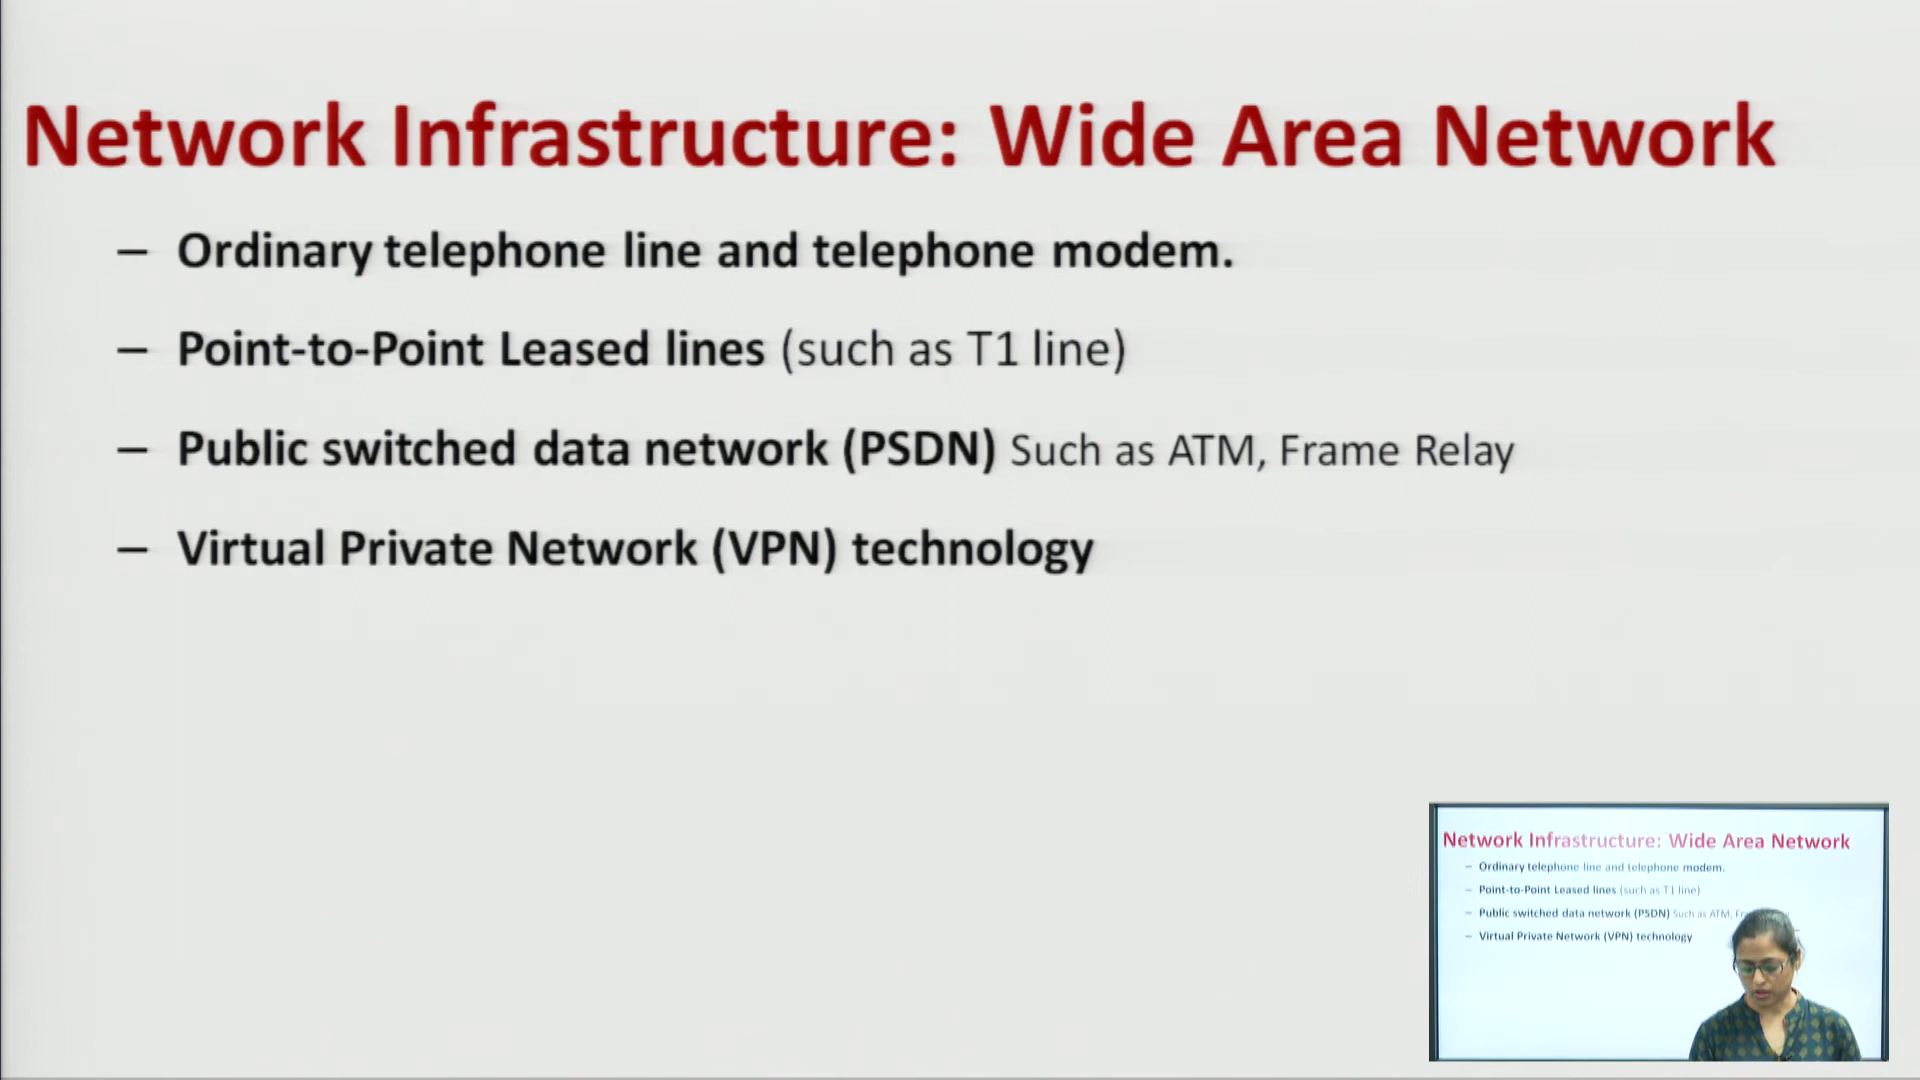 Network Infrastructure: Wide Area Network
– Ordinary telephone line and telephone modem.
– Point-to-Point Leased lines (such as T1 line)
– Public switched data network (PSDN) Such as ATM, Frame Relay
– Virtual Private Network (VPN) technology
Network Infrastructure: Wide Area Network
– Ordinary telephone line and telephone modem.
– Point-to-Point Leased lines (such as T1 line)
– Public switched data network (PSDN) Such as ATM,
– Virtual Private Network (VPN) technology